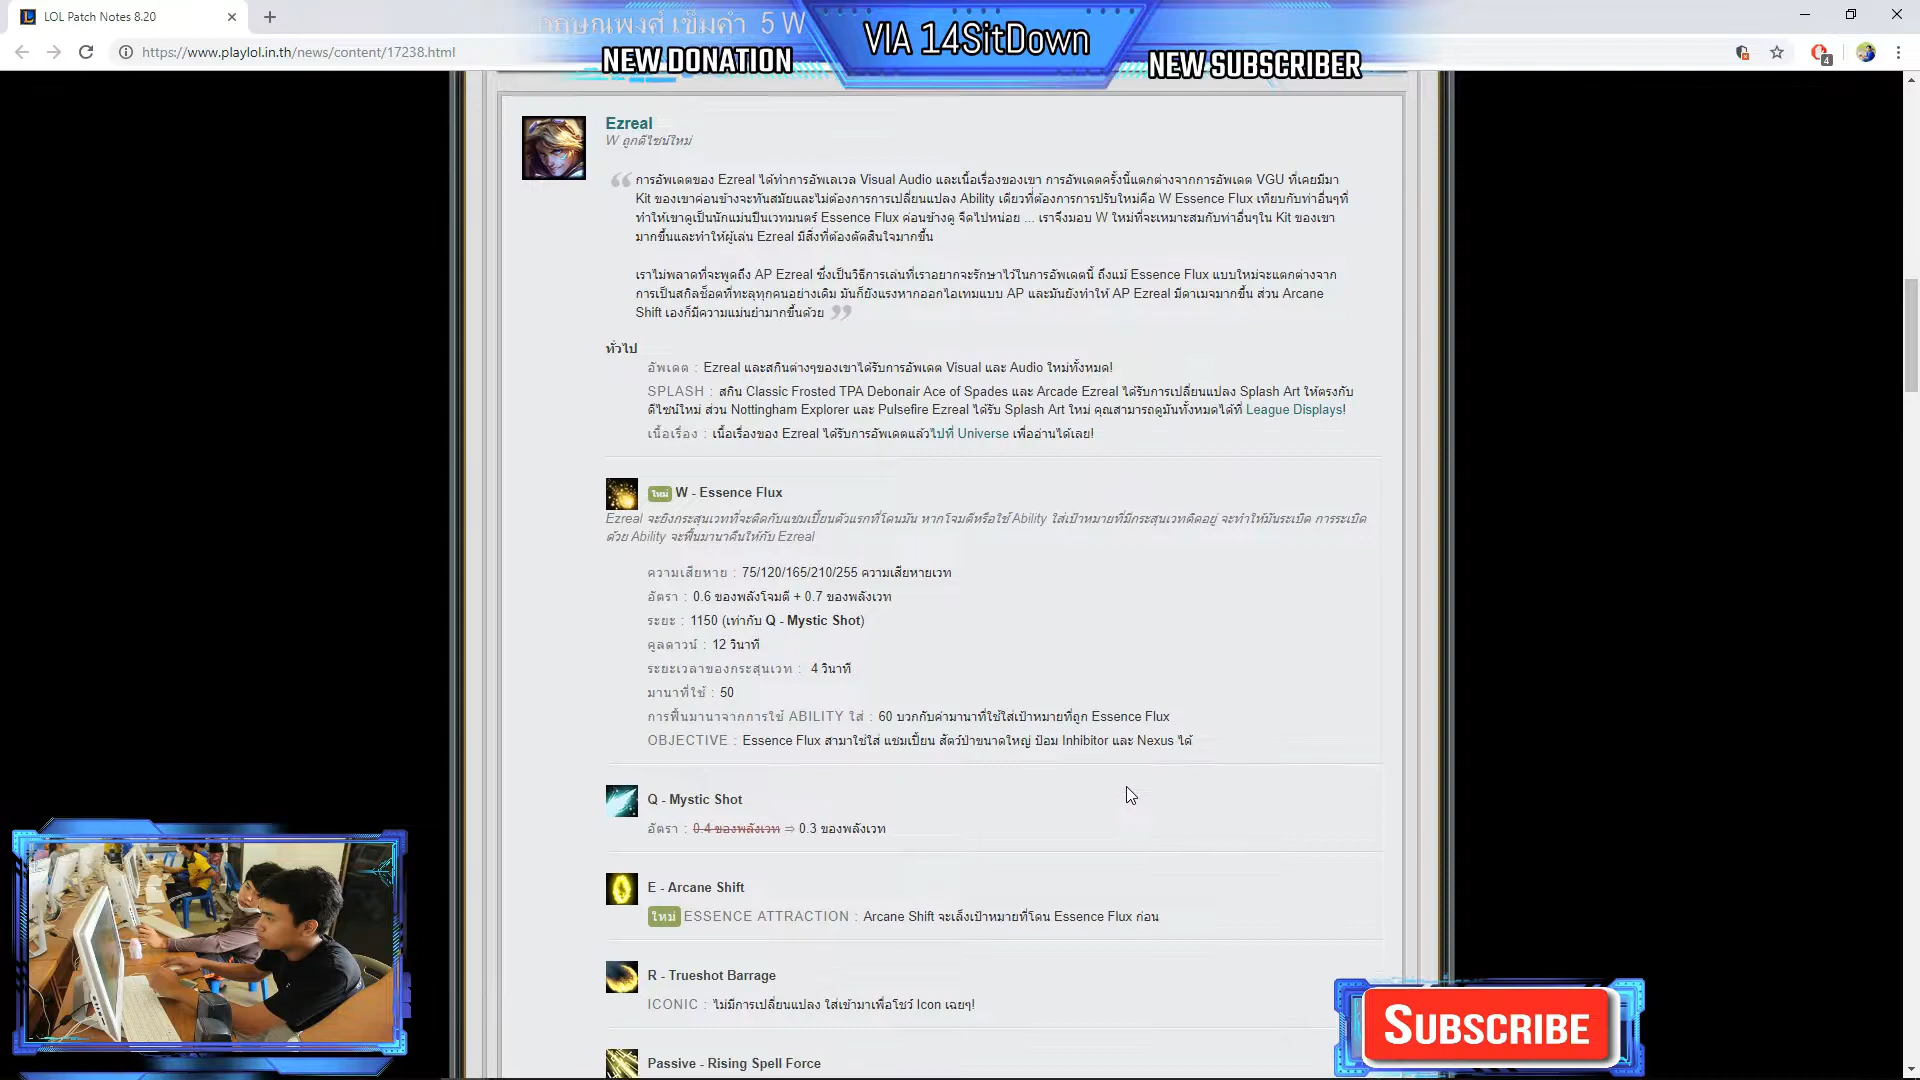 LOL Patch Notes 8.20
กฤษณพงศ์ เข็มคำ 5 W
VIA 14SitDown
NEW DONATION
NEW SUBSCRIBER
https://www.playlol.in.th/news/content/17238.html
4
Ezreal
W ถูกดีไซน์ใหม่
การอัพเดตของ Ezreal ได้ทำการอัพเลเวล Visual Audio และเนื้อเรื่องของเขา การอัพเดตครั้งนี้แตกต่างจากการอัพเดต VGU ที่เคยมีมา
Kit ของเขาค่อนข้างจะทันสมัยและไม่ต้องการการเปลี่ยนแปลง Ability เดียวที่ต้องการการปรับใหม่คือ W Essence Flux เทียบกับท่าอื่นๆที่
ทำให้เขาดูเป็นนักแม่นปืนเวทมนตร์ Essence Flux ค่อนข้างดู จืดไปหน่อย ... เราจึงมอบ W ใหม่ที่จะเหมาะสมกับท่าอื่นๆใน Kit ของเขา
มากขึ้นและทำให้ผู้เล่น Ezreal มีสิ่งที่ต้องตัดสินใจมากขึ้น
เราไม่พลาดที่จะพูดถึง AP Ezreal ซึ่งเป็นวิธีการเล่นที่เราอยากจะรักษาไว้ในการอัพเดตนี้ ถึงแม้ Essence Flux แบบใหม่จะแตกต่างจาก
การเป็นสกิลช็อตที่ทะลุทุกคนอย่างเดิม มันก็ยังแรงหากออกไอเทมแบบ AP และมันยังทำให้ AP Ezreal มีดาเมจมากขึ้น ส่วน Arcane
Shift เองก็มีความแม่นยำมากขึ้นด้วย
ทั่วไป
อัพเดต : Ezreal และสกินต่างๆของเขาได้รับการอัพเดต Visual และ Audio ใหม่ทั้งหมด!
SPLASH : สกิน Classic Frosted TPA Debonair Ace of Spades และ Arcade Ezreal ได้รับการเปลี่ยนแปลง Splash Art ให้ตรงกับ
ดีไซน์ใหม่ ส่วน Nottingham Explorer และ Pulsefire Ezreal ได้รับ Splash Art ใหม่ คุณสามารถดูมันทั้งหมดได้ที่ League Displays!
เนื้อเรื่อง : เนื้อเรื่องของ Ezreal ได้รับการอัพเดตแล้วไปที่ Universe เพื่ออ่านได้เลย!
ใหม่ W - Essence Flux
Ezreal จะยิงกระสุนเวทที่จะติดกับแชมเปี้ยนตัวแรกที่โดนมัน หากโจมตีหรือใช้ Ability ใส่เป้าหมายที่มีกระสุนเวทติดอยู่ จะทำให้มันระเบิด การระเบิด
ด้วย Ability จะฟื้นมานาคืนให้กับ Ezreal
ความเสียหาย : 75/120/165/210/255 ความเสียหายเวท
อัตรา : 0.6 ของพลังโจมตี + 0.7 ของพลังเวท
ระยะ : 1150 (เท่ากับ Q - Mystic Shot)
คูลดาวน์ : 12 วินาที
ระยะเวลาของกระสุนเวท : 4 วินาที
มานาที่ใช้ : 50
การฟื้นมานาจากการใช้ ABILITY ใส่ : 60 บวกกับค่ามานาที่ใช้ใส่เป้าหมายที่ถูก Essence Flux
OBJECTIVE : Essence Flux สามาใช่ใส่ แชมเปี้ยน สัตว์ป่าขนาดใหญ่ ป้อม Inhibitor และ Nexus ได้
Q - Mystic Shot
อัตรา : 0.4 ของพลังเวท ⇒ 0.3 ของพลังเวท
E - Arcane Shift
ใหม่ ESSENCE ATTRACTION : Arcane Shift จะเล็งเป้าหมายที่โดน Essence Flux ก่อน
R - Trueshot Barrage
ICONIC : ไม่มีการเปลี่ยนแปลง ใส่เข้ามาเพื่อโชว์ Icon เฉยๆ!
Passive - Rising Spell Force
SUBSCRIBE